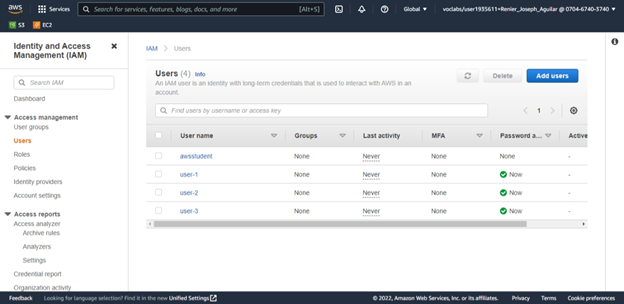 aws
Services
Search for services, features, blogs, docs, and more
[Alt+S]
Global
voclabs/user1935611=Renier_Joseph_Aguilar @ 0704-6740-3740
S3
EC2
Identity and Access
Management (IAM)
Search IAM
Dashboard
Access management
User groups
Users
Roles
Policies
Identity providers
Account settings
Access reports
Access analyzer
Archive rules
Analyzers
Settings
Credential report
Organization activity
IAM > Users
Users (4) Info
An IAM user is an identity with long-term credentials that is used to interact with AWS in an
account.
Delete
Add users
Find users by username or access key
1
User name Groups Last activity MFA Password a... Active
awsstudent None Never None None -
user-1 None Never None Now -
user-2 None Never None Now -
user-3 None Never None Now -
Feedback Looking for language selection? Find it in the new Unified Settings © 2022, Amazon Web Services, Inc. or its affiliates. Privacy Terms Cookie preferences